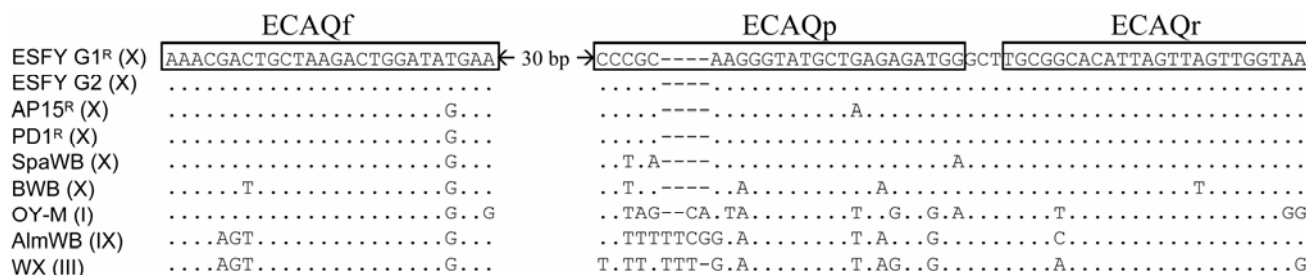 ECAQf ECAQp ECAQr
ESFY G1ᴿ (X) AAACGACTGCTAAGACTGGATATGAA ← 30 bp → CCCGC----AAGGGTATGCTGAGAGATGGGCTTGCGGCACATTAGTTAGTTGGTAA
ESFY G2 (X) .......................... .....----...............................................
AP15ᴿ (X) ......................G... .....----...........A...................................
PD1ᴿ (X) ......................G... .....----...............................................
SpaWB (X) ......................G... ..T.A----...................A...........................
BWB (X) ......T...............G... ..T..----..A..........A........................T........
OY-M (I) ......................G..G ..TAG--CA.TA........T..G..G.A.......T.................GG
AlmWB (IX) ....AGT...............G... ..TTTTTCGG.A........T.A...G.........C...................
WX (III) ....AGT...............G... T.TT.TTT-G.A........T.AG..G.........A..................G